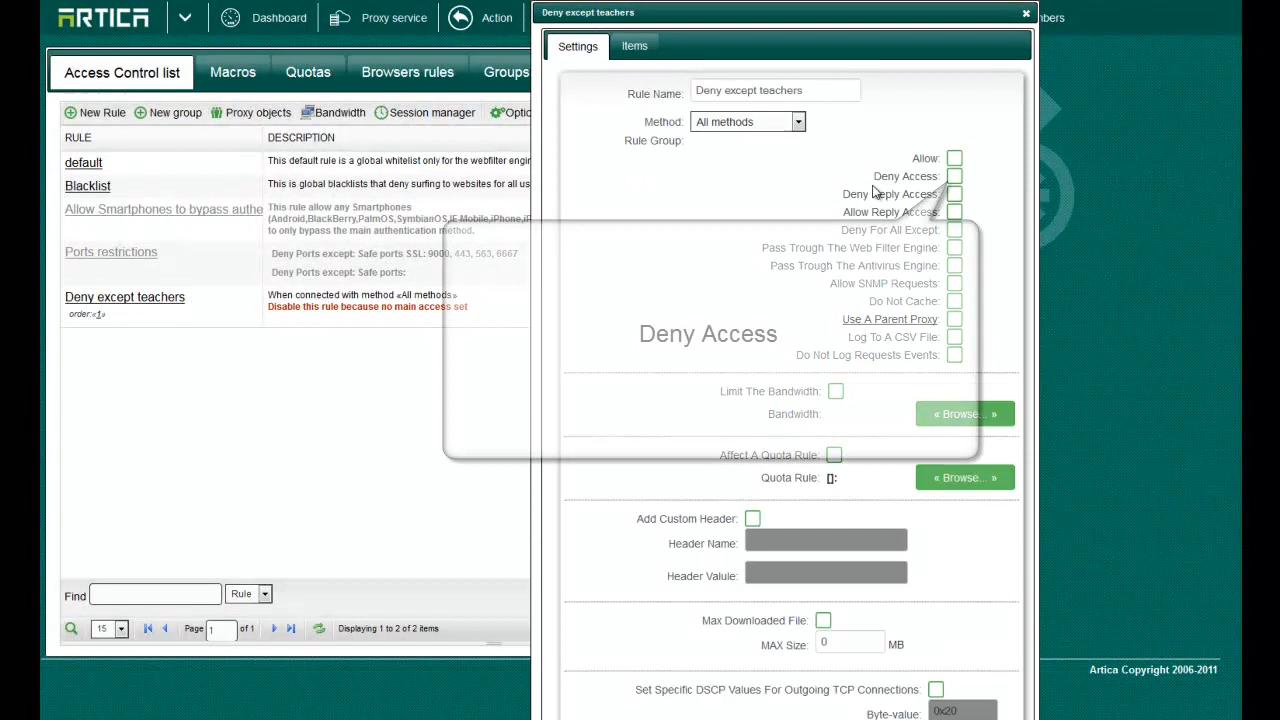 ARTICA
Dashboard
Proxy service
Action
Deny except teachers
Access Control list
Macros
Quotas
Browsers rules
Groups
Settings
Items
New Rule
New group
Proxy objects
Bandwidth
Session manager
RULE
DESCRIPTION
default
This default rule is a global whitelist only for the webfilter engin
Blacklist
This is global blacklists that deny surfing to websites for all us
Allow Smartphones to bypass authe
This rule allow any Smartphones
(Android,BlackBerry,PalmOS,SymbianOS,IE Mobile,iPhone,iP
to only bypass the main authentication method.
Ports restrictions
Deny Ports except: Safe ports SSL: 9000, 443, 563, 6667
Deny Ports except: Safe ports:
Deny except teachers
order:«1»
When connected with method «All methods»
Disable this rule because no main access set
Find
Rule
15
Page
1
of 1
Displaying 1 to 2 of 2 items
Rule Name:
Deny except teachers
Method:
All methods
Rule Group:
Allow:
Deny Access:
Deny Reply Access:
Allow Reply Access:
Deny For All Except:
Pass Trough The Web Filter Engine:
Pass Trough The Antivirus Engine:
Allow SNMP Requests:
Do Not Cache:
Use A Parent Proxy:
Log To A CSV File:
Do Not Log Requests Events:
Deny Access
Limit The Bandwidth:
Bandwidth:
« Browse... »
Affect A Quota Rule:
Quota Rule:
[]:
« Browse... »
Add Custom Header:
Header Name:
Header Valule:
Max Downloaded File:
MAX Size:
0
MB
Set Specific DSCP Values For Outgoing TCP Connections:
Byte-value:
0x20
Artica Copyright 2006-2011